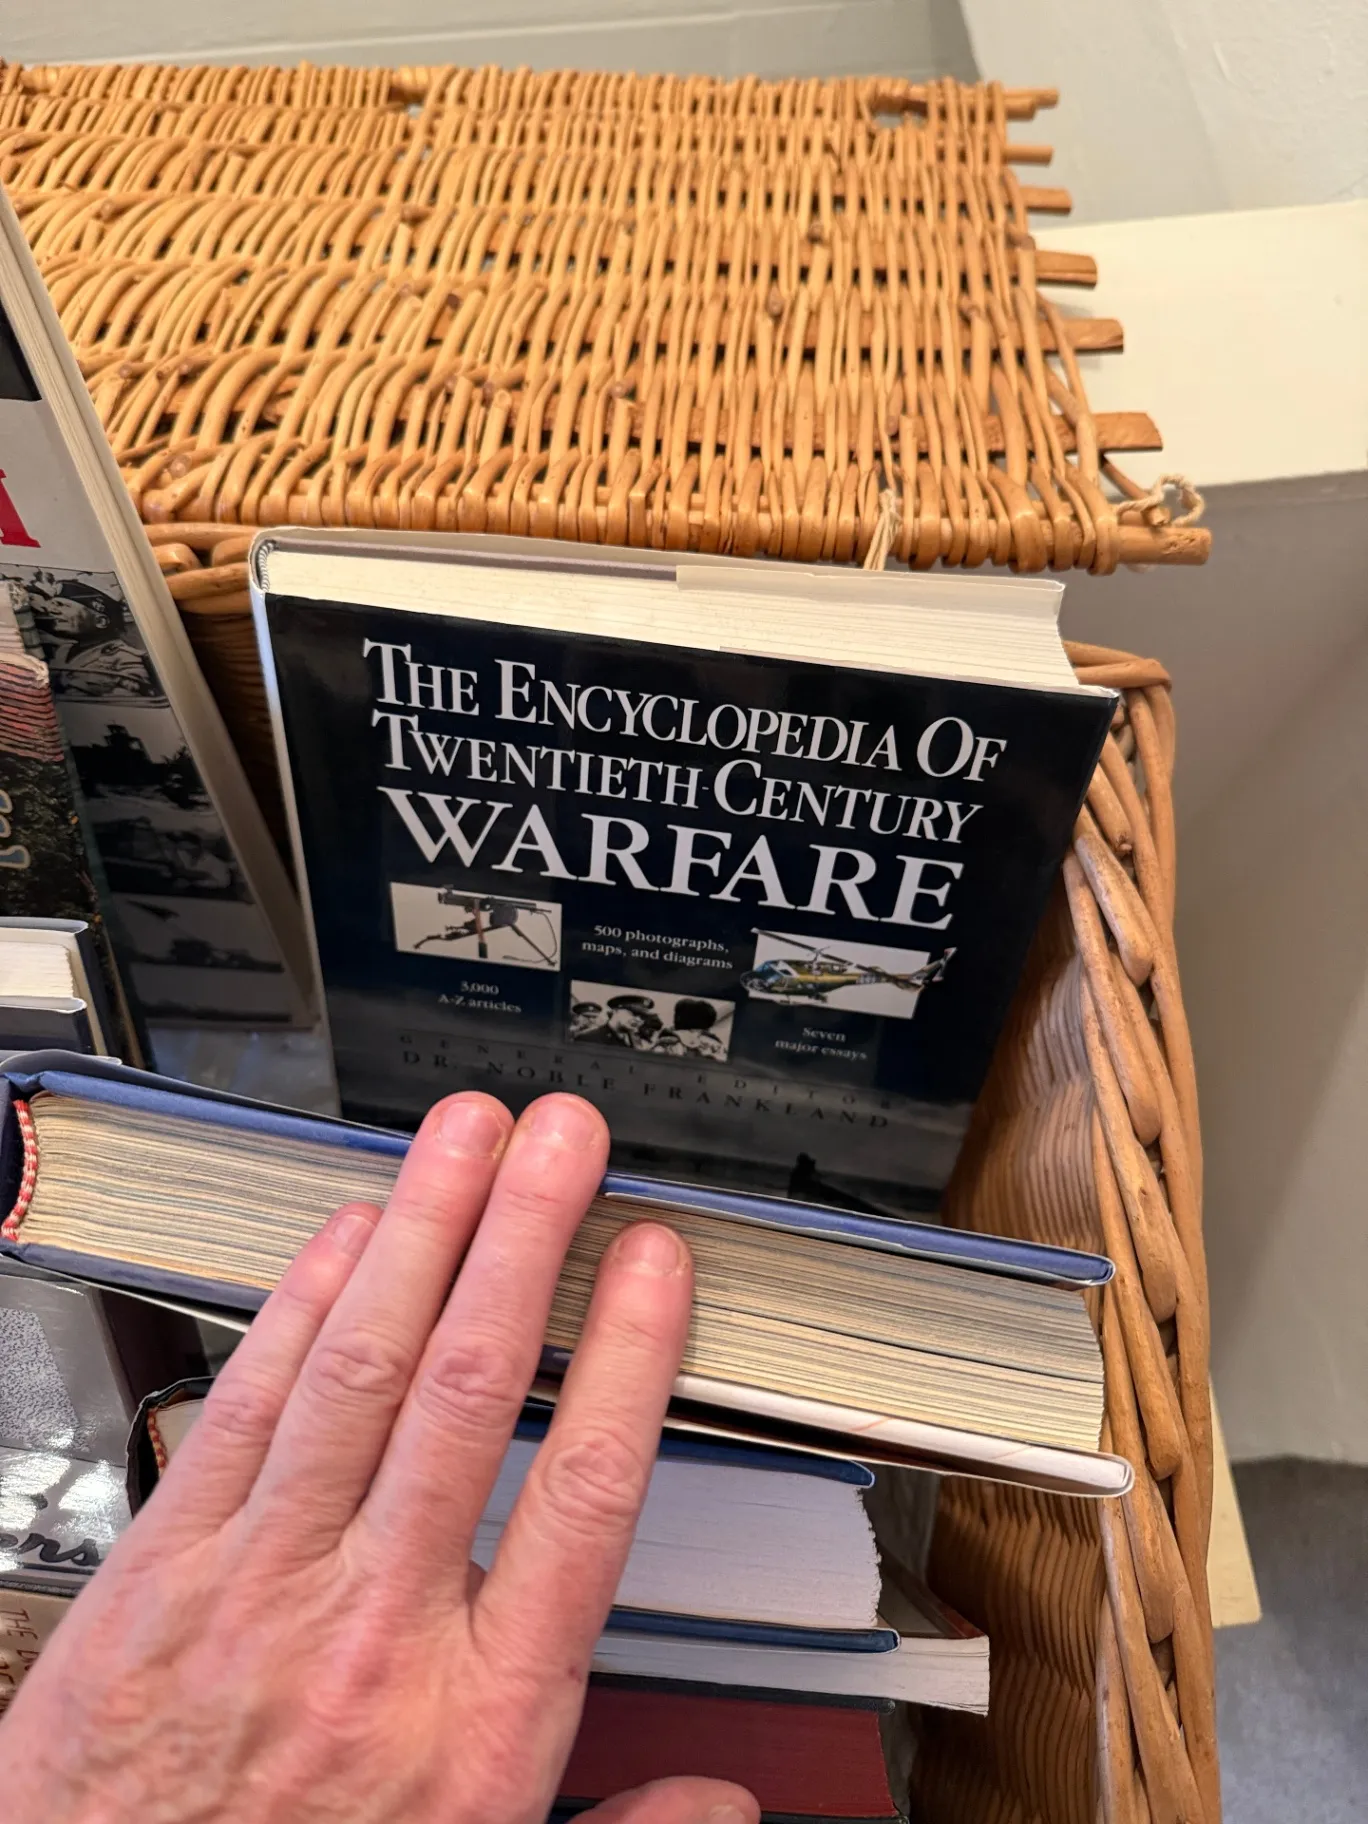 THE ENCYCLOPEDIA OF
TWENTIETH-CENTURY
WARFARE
500 photographs,
maps, and diagrams
3,000
A-Z articles
Seven
major essays
GENERAL EDITOR
DR. NOBLE FRANKLAND